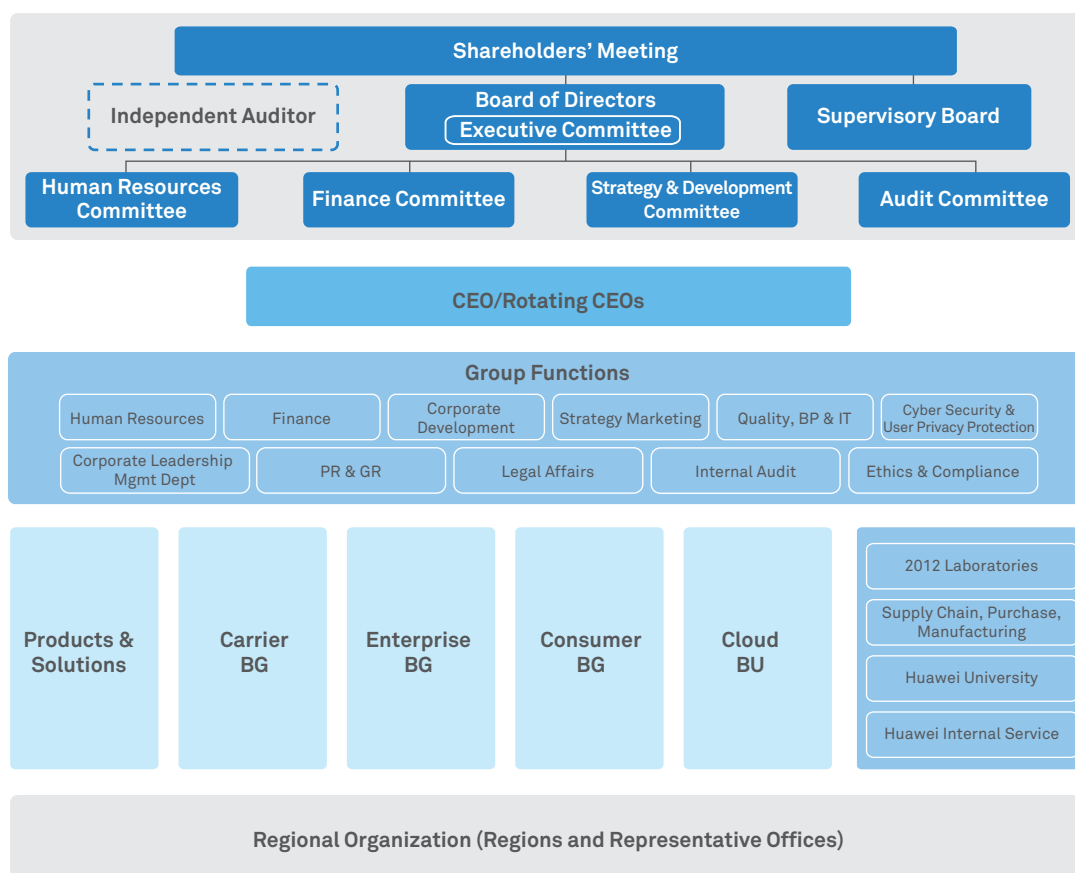 Shareholders’ Meeting
Independent Auditor
Board of Directors
Executive Committee
Supervisory Board
Human Resources
Committee
Finance Committee
Strategy & Development
Committee
Audit Committee
CEO/Rotating CEOs
Group Functions
Human Resources
Finance
Corporate
Development
Strategy Marketing
Quality, BP & IT
Cyber Security &
User Privacy Protection
Corporate Leadership
Mgmt Dept
PR & GR
Legal Affairs
Internal Audit
Ethics & Compliance
Products &
Solutions
Carrier
BG
Enterprise
BG
Consumer
BG
Cloud
BU
2012 Laboratories
Supply Chain, Purchase,
Manufacturing
Huawei University
Huawei Internal Service
Regional Organization (Regions and Representative Offices)